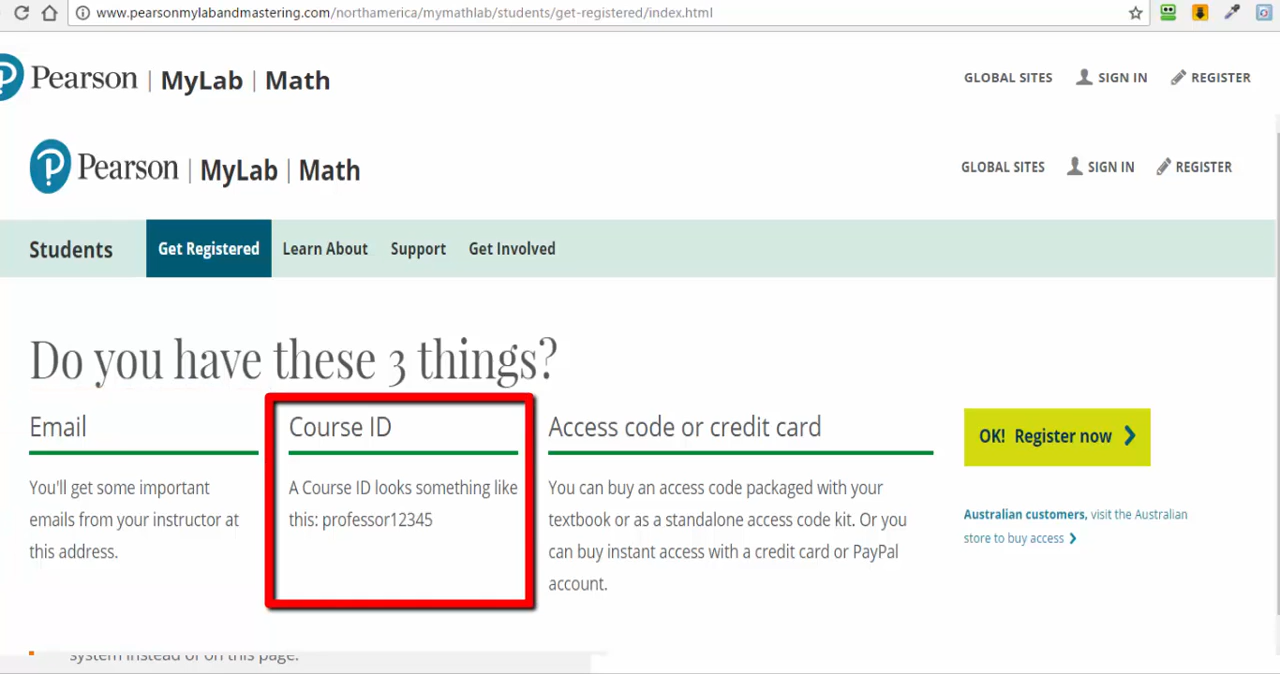 www.pearsonmylabandmastering.com/northamerica/mymathlab/students/get-registered/index.html
Pearson | MyLab | Math
GLOBAL SITES SIGN IN REGISTER
Pearson | MyLab | Math
GLOBAL SITES SIGN IN REGISTER
Students Get Registered Learn About Support Get Involved
Do you have these 3 things?
Email
You'll get some important
emails from your instructor at
this address.
Course ID
A Course ID looks something like
this: professor12345
Access code or credit card
You can buy an access code packaged with your
textbook or as a standalone access code kit. Or you
can buy instant access with a credit card or PayPal
account.
OK! Register now
Australian customers, visit the Australian
store to buy access
system instead of on this page.